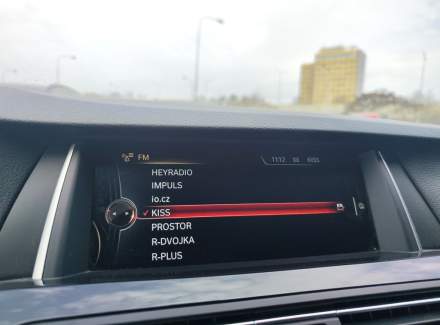 FM 11:12 KISS
HEYRADIO
IMPULS
io.cz
✓ KISS
PROSTOR
R-DVOJKA
R-PLUS